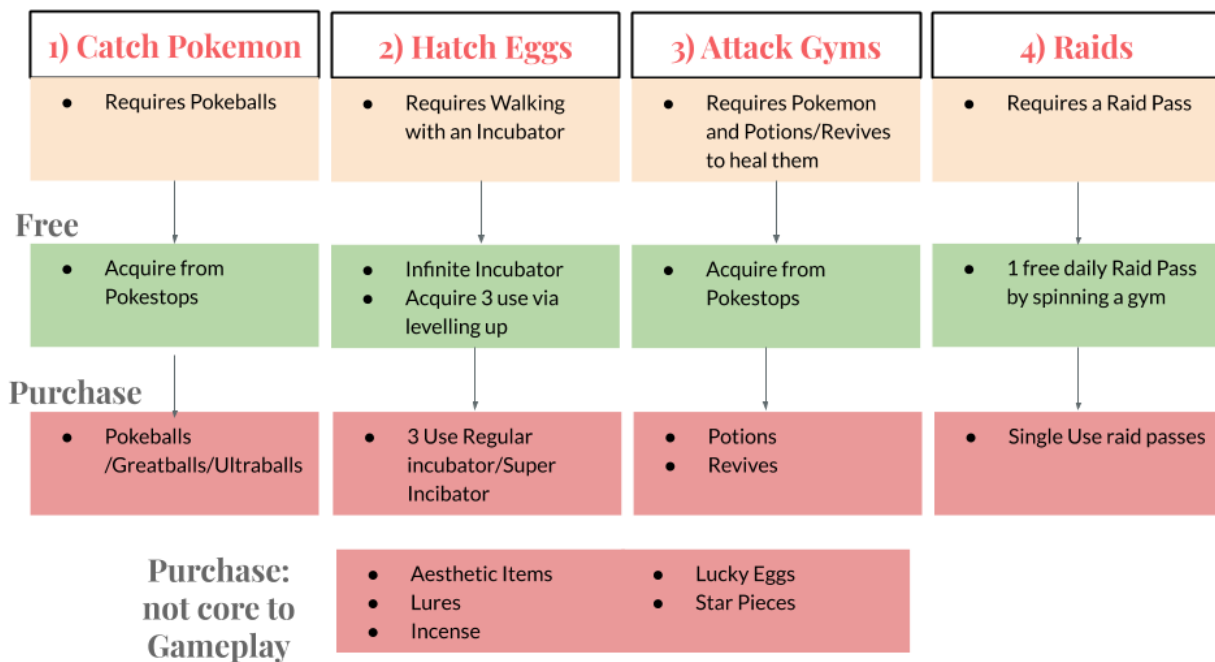 1) Catch Pokemon
2) Hatch Eggs
3) Attack Gyms
4) Raids
● Requires Pokeballs
● Requires Walking
with an Incubator
● Requires Pokemon
and Potions/Revives
to heal them
● Requires a Raid Pass
Free
● Acquire from
Pokestops
● Infinite Incubator
● Acquire 3 use via
levelling up
● Acquire from
Pokestops
● 1 free daily Raid Pass
by spinning a gym
Purchase
● Pokeballs
/Greatballs/Ultraballs
● 3 Use Regular
incubator/Super
Incibator
● Potions
● Revives
● Single Use raid passes
Purchase:
not core to
Gameplay
● Aesthetic Items
● Lures
● Incense
● Lucky Eggs
● Star Pieces